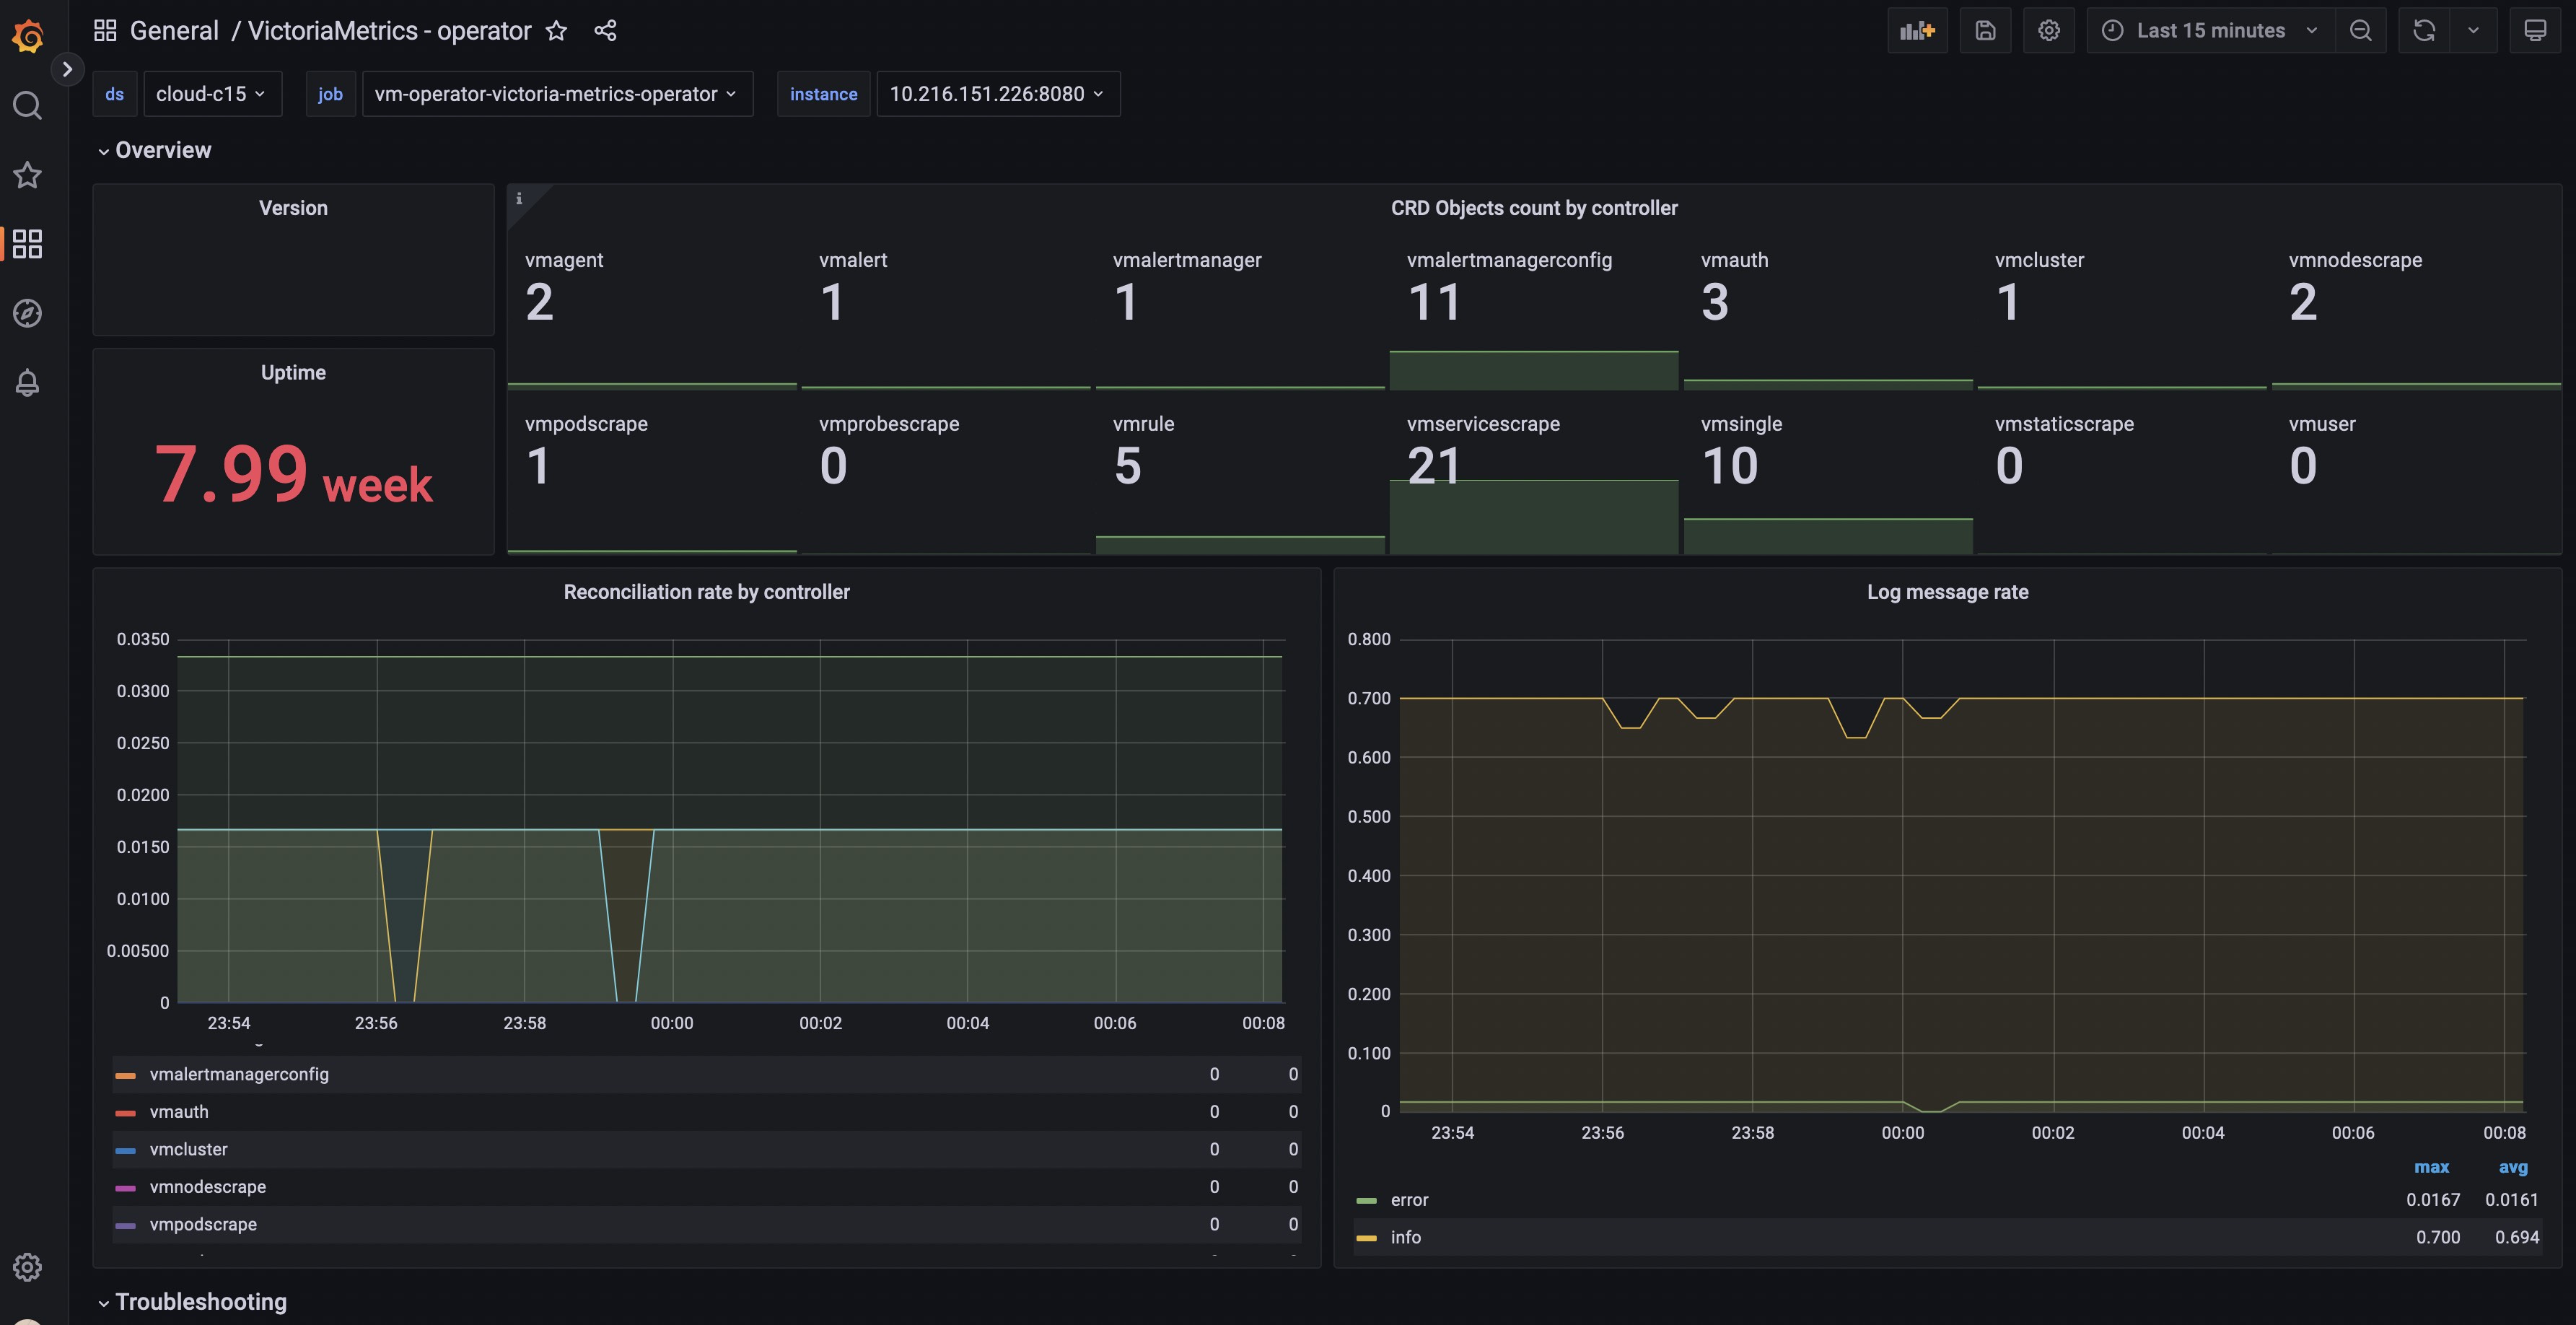 General / VictoriaMetrics - operator
Last 15 minutes
ds cloud-c15 job vm-operator-victoria-metrics-operator instance 10.216.151.226:8080
Overview
Version
Uptime
7.99 week
CRD Objects count by controller
vmagent vmalert vmalertmanager vmalertmanagerconfig vmauth vmcluster vmnodescrape
2 1 1 11 3 1 2
vmpodscrape vmprobescrape vmrule vmservicescrape vmsingle vmstaticscrape vmuser
1 0 5 21 10 0 0
Reconciliation rate by controller
0.0350
0.0300
0.0250
0.0200
0.0150
0.0100
0.00500
0
23:54 23:56 23:58 00:00 00:02 00:04 00:06 00:08
vmalertmanagerconfig 0 0
vmauth 0 0
vmcluster 0 0
vmnodescrape 0 0
vmpodscrape 0 0
Log message rate
0.800
0.700
0.600
0.500
0.400
0.300
0.200
0.100
0
23:54 23:56 23:58 00:00 00:02 00:04 00:06 00:08
max avg
error 0.0167 0.0161
info 0.700 0.694
Troubleshooting